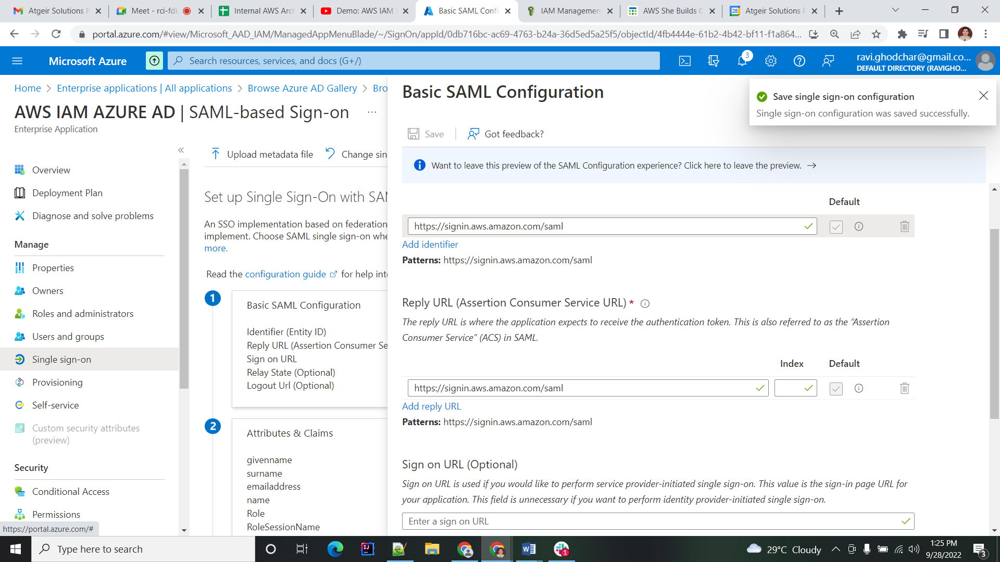 Atgeir Solutions P
Meet - rci-fdk
Internal AWS Arch
Demo: AWS IAM
Basic SAML Confi
IAM Management
AWS She Builds C
Atgeir Solutions P
portal.azure.com/#view/Microsoft_AAD_IAM/ManagedAppMenuBlade/~/SignOn/appId/0db716bc-ac69-4763-b24a-36d5ed5a25f5/objectId/4fb4444e-61b2-4b42-bf11-f1a864...
Microsoft Azure
Search resources, services, and docs (G+/)
3
ravi.ghodchar@gmail.co...
DEFAULT DIRECTORY (RAVIGHO...
Home > Enterprise applications | All applications > Browse Azure AD Gallery > Bro
AWS IAM AZURE AD | SAML-based Sign-on ...
Enterprise Application
«
Overview
Deployment Plan
Diagnose and solve problems
Manage
Properties
Owners
Roles and administrators
Users and groups
Single sign-on
Provisioning
Self-service
Custom security attributes
(preview)
Security
Conditional Access
Permissions
https://portal.azure.com/#
Upload metadata file
Change sin
Set up Single Sign-On with SAM
An SSO implementation based on federation
implement. Choose SAML single sign-on whe
more.
Read the configuration guide for help inte
1
Basic SAML Configuration
Identifier (Entity ID)
Reply URL (Assertion Consumer Se
Sign on URL
Relay State (Optional)
Logout Url (Optional)
2
Attributes & Claims
givenname
surname
emailaddress
name
Role
RoleSessionName
Basic SAML Configuration
Save
Got feedback?
Save single sign-on configuration
Single sign-on configuration was saved successfully.
Want to leave this preview of the SAML Configuration experience? Click here to leave the preview. →
Default
https://signin.aws.amazon.com/saml
Add identifier
Patterns: https://signin.aws.amazon.com/saml
Reply URL (Assertion Consumer Service URL) *
The reply URL is where the application expects to receive the authentication token. This is also referred to as the “Assertion
Consumer Service” (ACS) in SAML.
Index Default
https://signin.aws.amazon.com/saml
Add reply URL
Patterns: https://signin.aws.amazon.com/saml
Sign on URL (Optional)
Sign on URL is used if you would like to perform service provider-initiated single sign-on. This value is the sign-in page URL for
your application. This field is unnecessary if you want to perform identity provider-initiated single sign-on.
Enter a sign on URL
Type here to search
29°C Cloudy
1:25 PM
9/28/2022
3